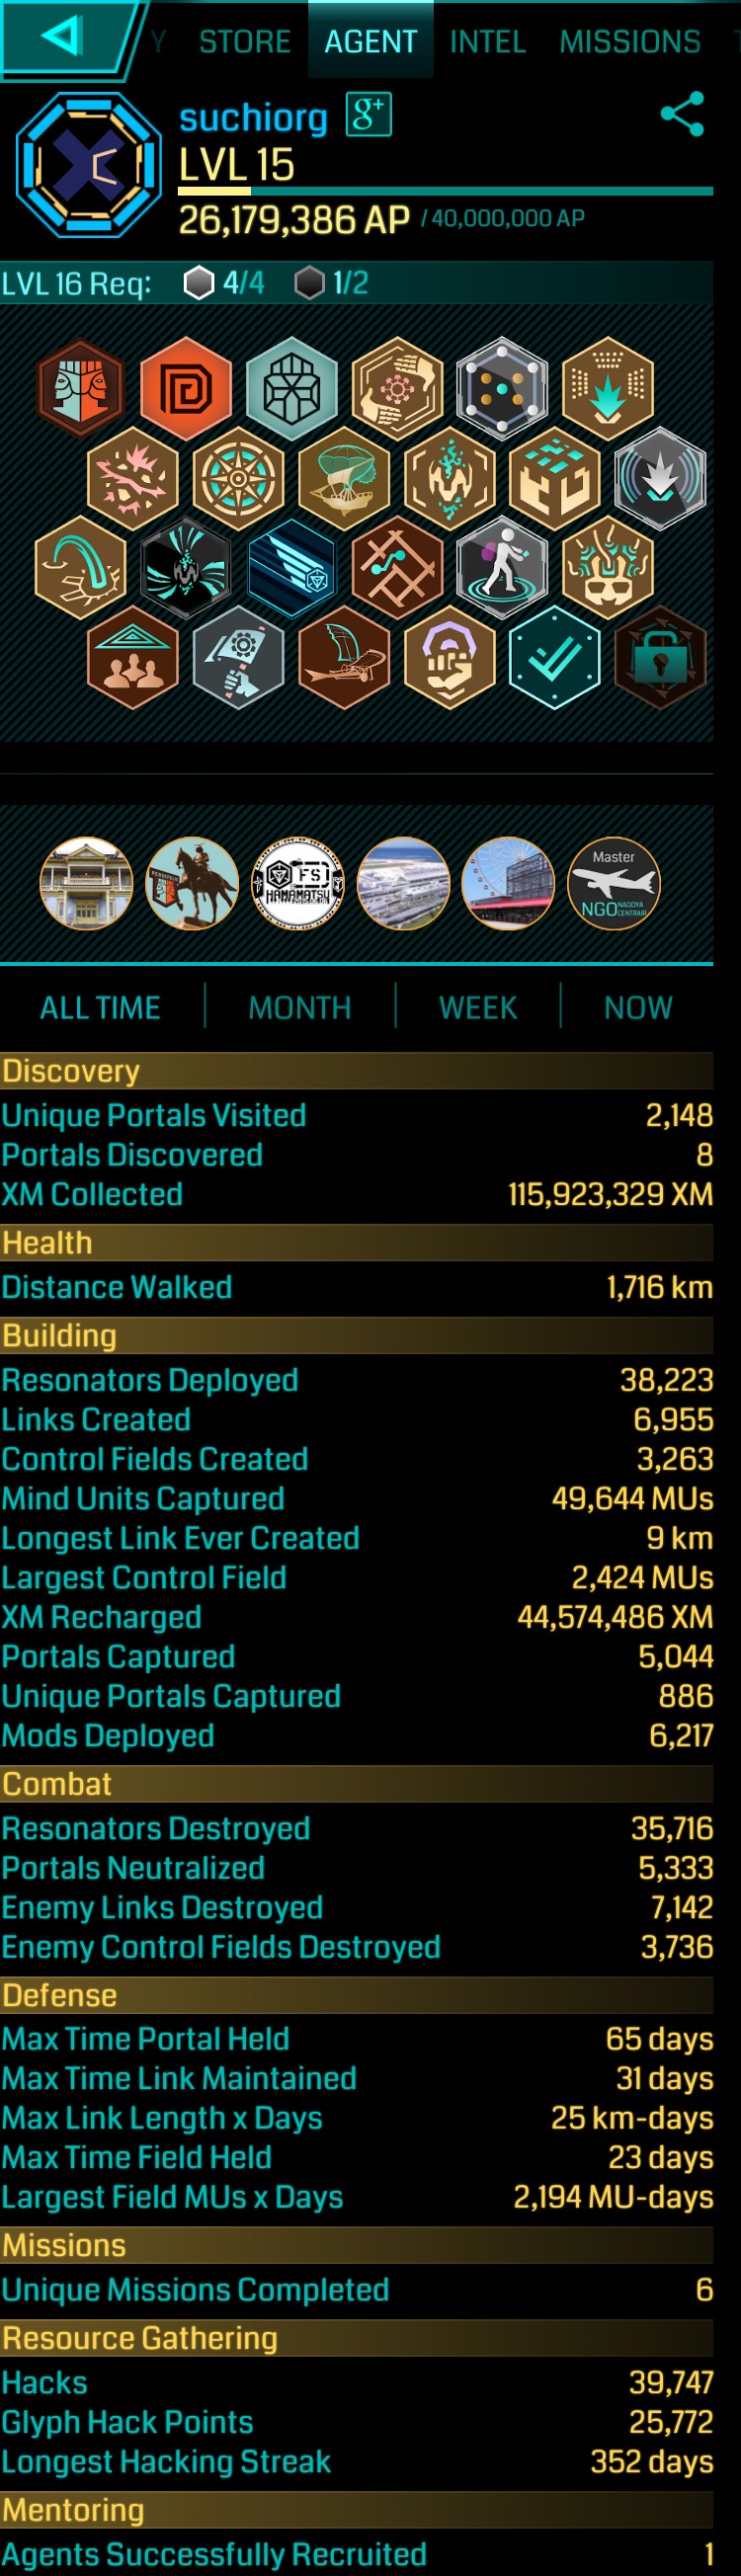 Y STORE AGENT INTEL MISSIONS
suchiorg g+
LVL 15
26,179,386 AP / 40,000,000 AP
LVL 16 Req: 4/4 1/2
PERSEPOLIS
FS
HAMAMATSU
Master
NGO NAGOYA CENTRAIR
ALL TIME MONTH WEEK NOW
Discovery
Unique Portals Visited 2,148
Portals Discovered 8
XM Collected 115,923,329 XM
Health
Distance Walked 1,716 km
Building
Resonators Deployed 38,223
Links Created 6,955
Control Fields Created 3,263
Mind Units Captured 49,644 MUs
Longest Link Ever Created 9 km
Largest Control Field 2,424 MUs
XM Recharged 44,574,486 XM
Portals Captured 5,044
Unique Portals Captured 886
Mods Deployed 6,217
Combat
Resonators Destroyed 35,716
Portals Neutralized 5,333
Enemy Links Destroyed 7,142
Enemy Control Fields Destroyed 3,736
Defense
Max Time Portal Held 65 days
Max Time Link Maintained 31 days
Max Link Length x Days 25 km-days
Max Time Field Held 23 days
Largest Field MUs x Days 2,194 MU-days
Missions
Unique Missions Completed 6
Resource Gathering
Hacks 39,747
Glyph Hack Points 25,772
Longest Hacking Streak 352 days
Mentoring
Agents Successfully Recruited 1